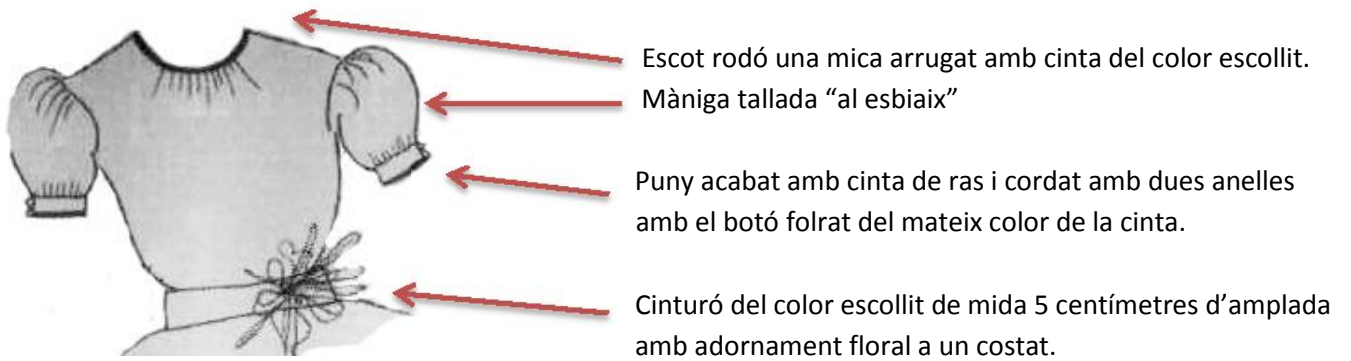 Escot rodó una mica arrugat amb cinta del color escollit.
Màniga tallada “al esbiaix”
Puny acabat amb cinta de ras i cordat amb dues anelles
amb el botó folrat del mateix color de la cinta.
Cinturó del color escollit de mida 5 centímetres d’amplada
amb adornament floral a un costat.